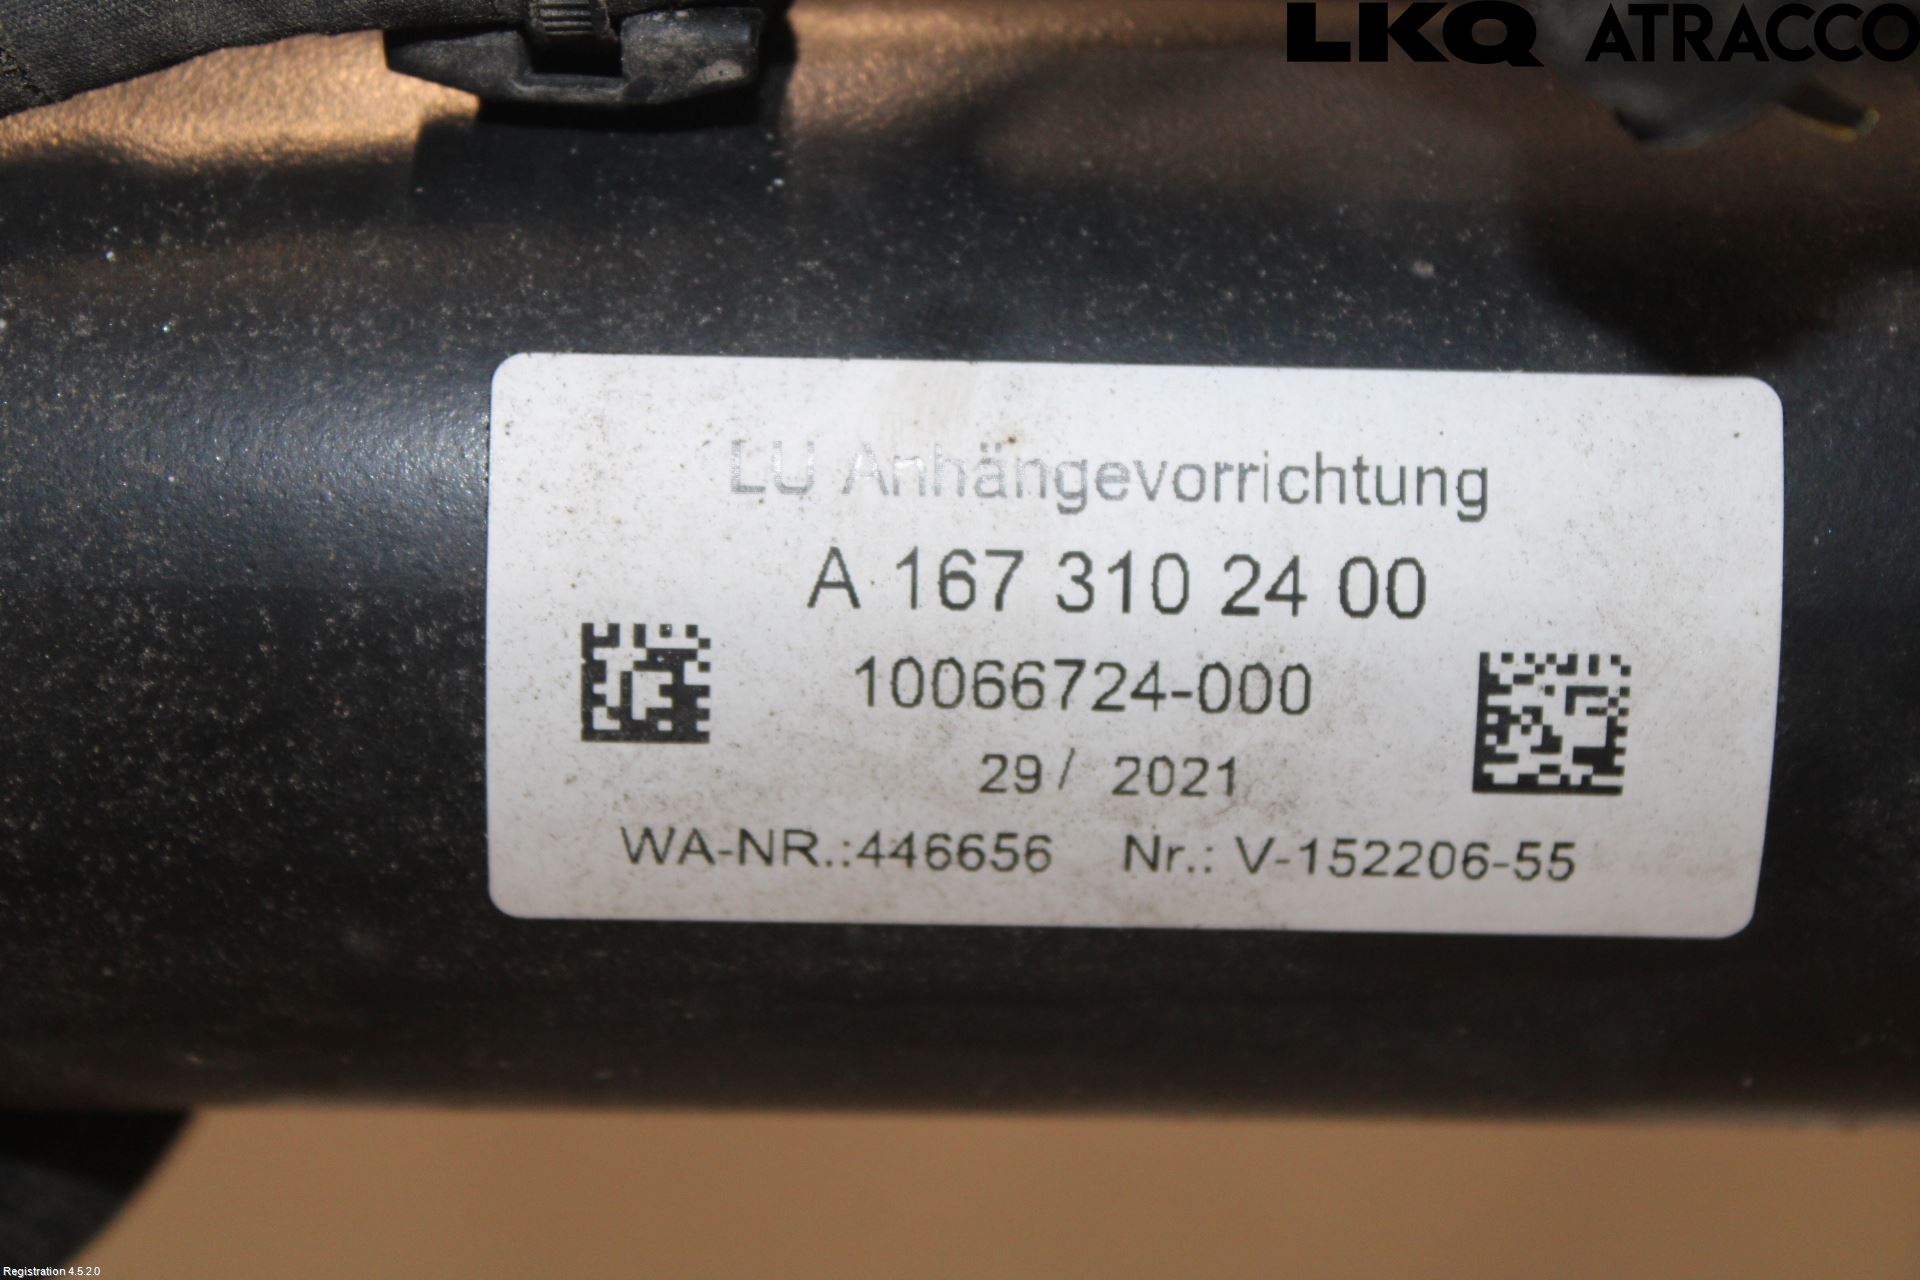 LKQ ATRACCO
LU Anhängevorrichtung
A 167 310 24 00
10066724-000
29/ 2021
WA-NR.:446656 Nr.: V-152206-55
Registration 4.5.2.0